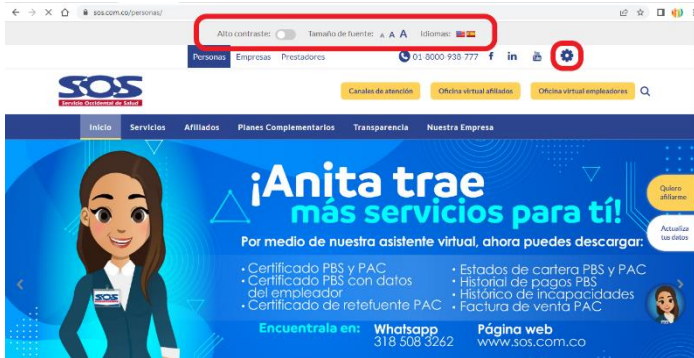 sos.com.co/personas/
Alto contraste: Tamaño de fuente: A A A Idiomas:
Personas Empresas Prestadores 01-8000-938-777 f in
SOS
Servicio Occidental de Salud
Canales de atención Oficina virtual afiliados Oficina virtual empleadores
Inicio Servicios Afiliados Planes Complementarios Transparencia Nuestra Empresa
¡Anita trae
más servicios para tí!
Por medio de nuestra asistente virtual, ahora puedes descargar:
• Certificado PBS y PAC
• Certificado PBS con datos
del empleador
• Certificado de retefuente PAC
• Estados de cartera PBS y PAC
• Historial de pagos PBS
• Histórico de incapacidades
• Factura de venta PAC
Encuentrala en: Whatsapp
318 508 3262
Página web
www.sos.com.co
Quiero
afiliarme
Actualiza
tus datos
SOS